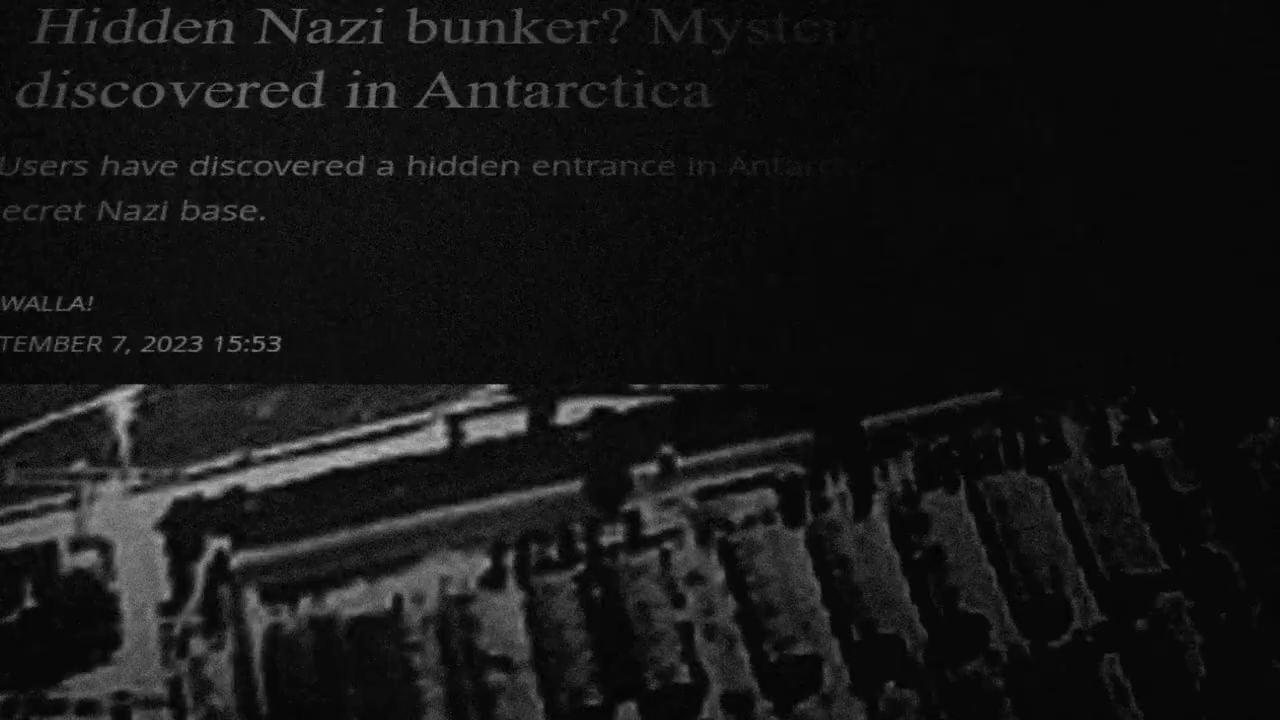 Hidden Nazi bunker?
discovered in Antarctica
Users have discovered a hidden entrance in
ecret Nazi base.
WALLA!
TEMBER 7, 2023 15:53